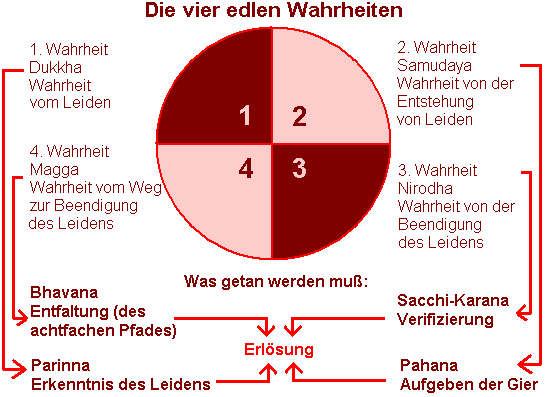 Die vier edlen Wahrheiten
1. Wahrheit
Dukkha
Wahrheit
vom Leiden
2. Wahrheit
Samudaya
Wahrheit von der
Entstehung
von Leiden
1
2
4
3
4. Wahrheit
Magga
Wahrheit vom Weg
zur Beendigung
des Leidens
3. Wahrheit
Nirodha
Wahrheit von der
Beendigung
des Leidens
Was getan werden muß:
Bhavana
Entfaltung (des
achtfachen Pfades)
Sacchi-Karana
Verifizierung
Erlösung
Parinna
Erkenntnis des Leidens
Pahana
Aufgeben der Gier